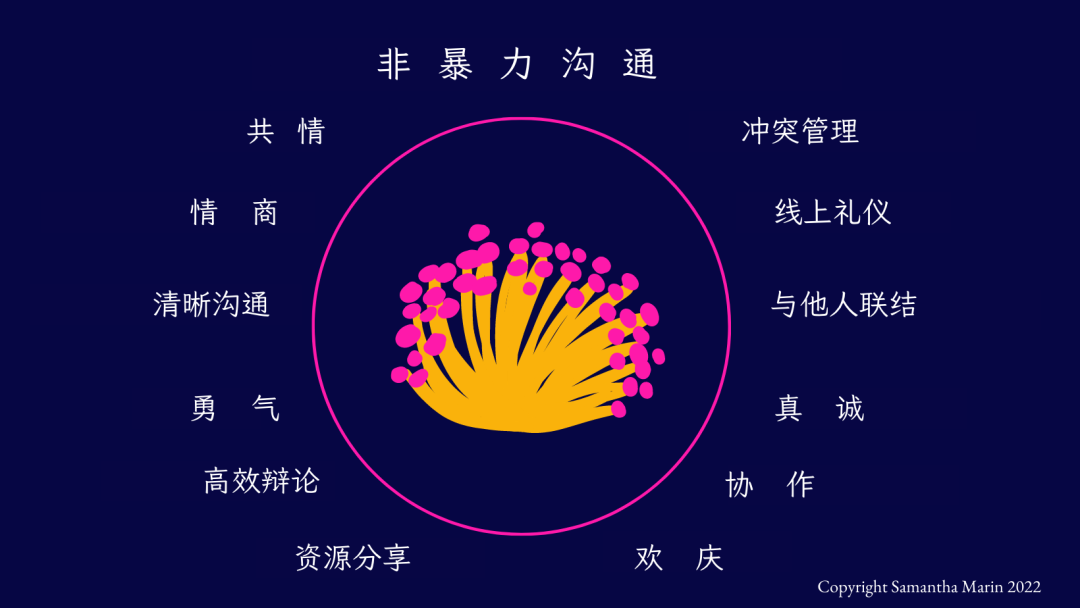 非暴力沟通
共情
冲突管理
情商
线上礼仪
清晰沟通
与他人联结
勇气
真诚
高效辩论
协作
资源分享
欢庆
Copyright Samantha Marin 2022